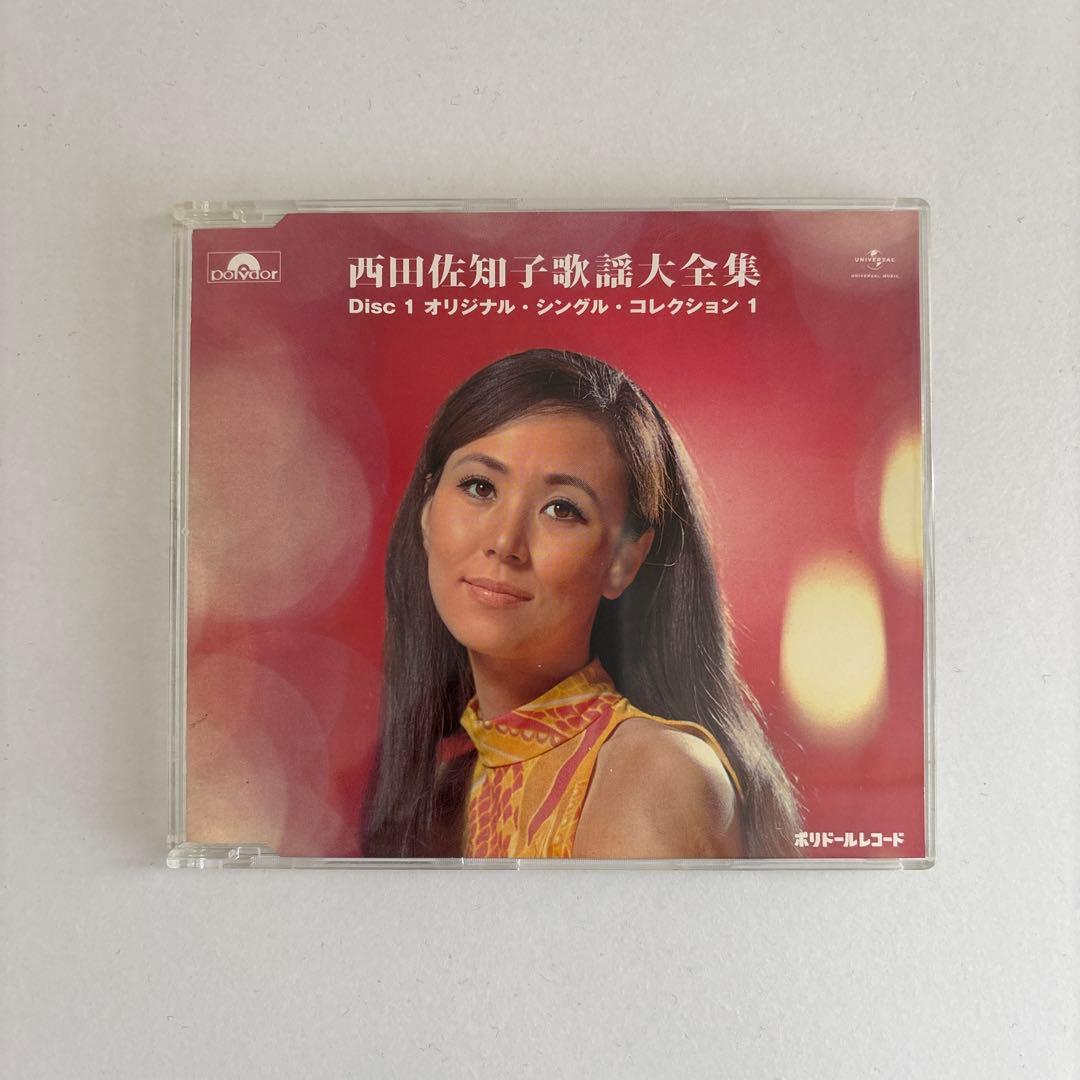 polydor
西田佐知子歌謡大全集
UNIVERSAL
UNIVERSAL MUSIC
Disc 1 オリジナル・シングル・コレクション 1
ポリドールレコード